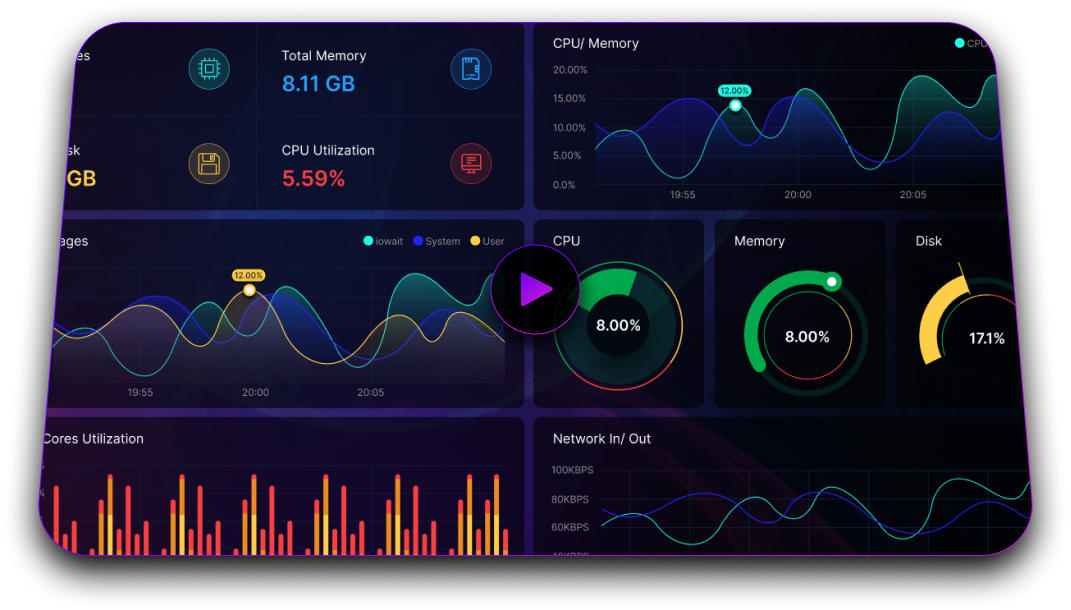 es
Total Memory
8.11 GB
sk
GB
CPU Utilization
5.59%
CPU/ Memory
CPU
20.00%
15.00%
10.00%
5.00%
0.0%
12.00%
19:55
20:00
20:05
ages
iowait
System
User
12.00%
19:55
20:00
20:05
CPU
8.00%
Memory
8.00%
Disk
17.1%
Cores Utilization
%
Network In/ Out
100KBPS
80KBPS
60KBPS
40KBPS